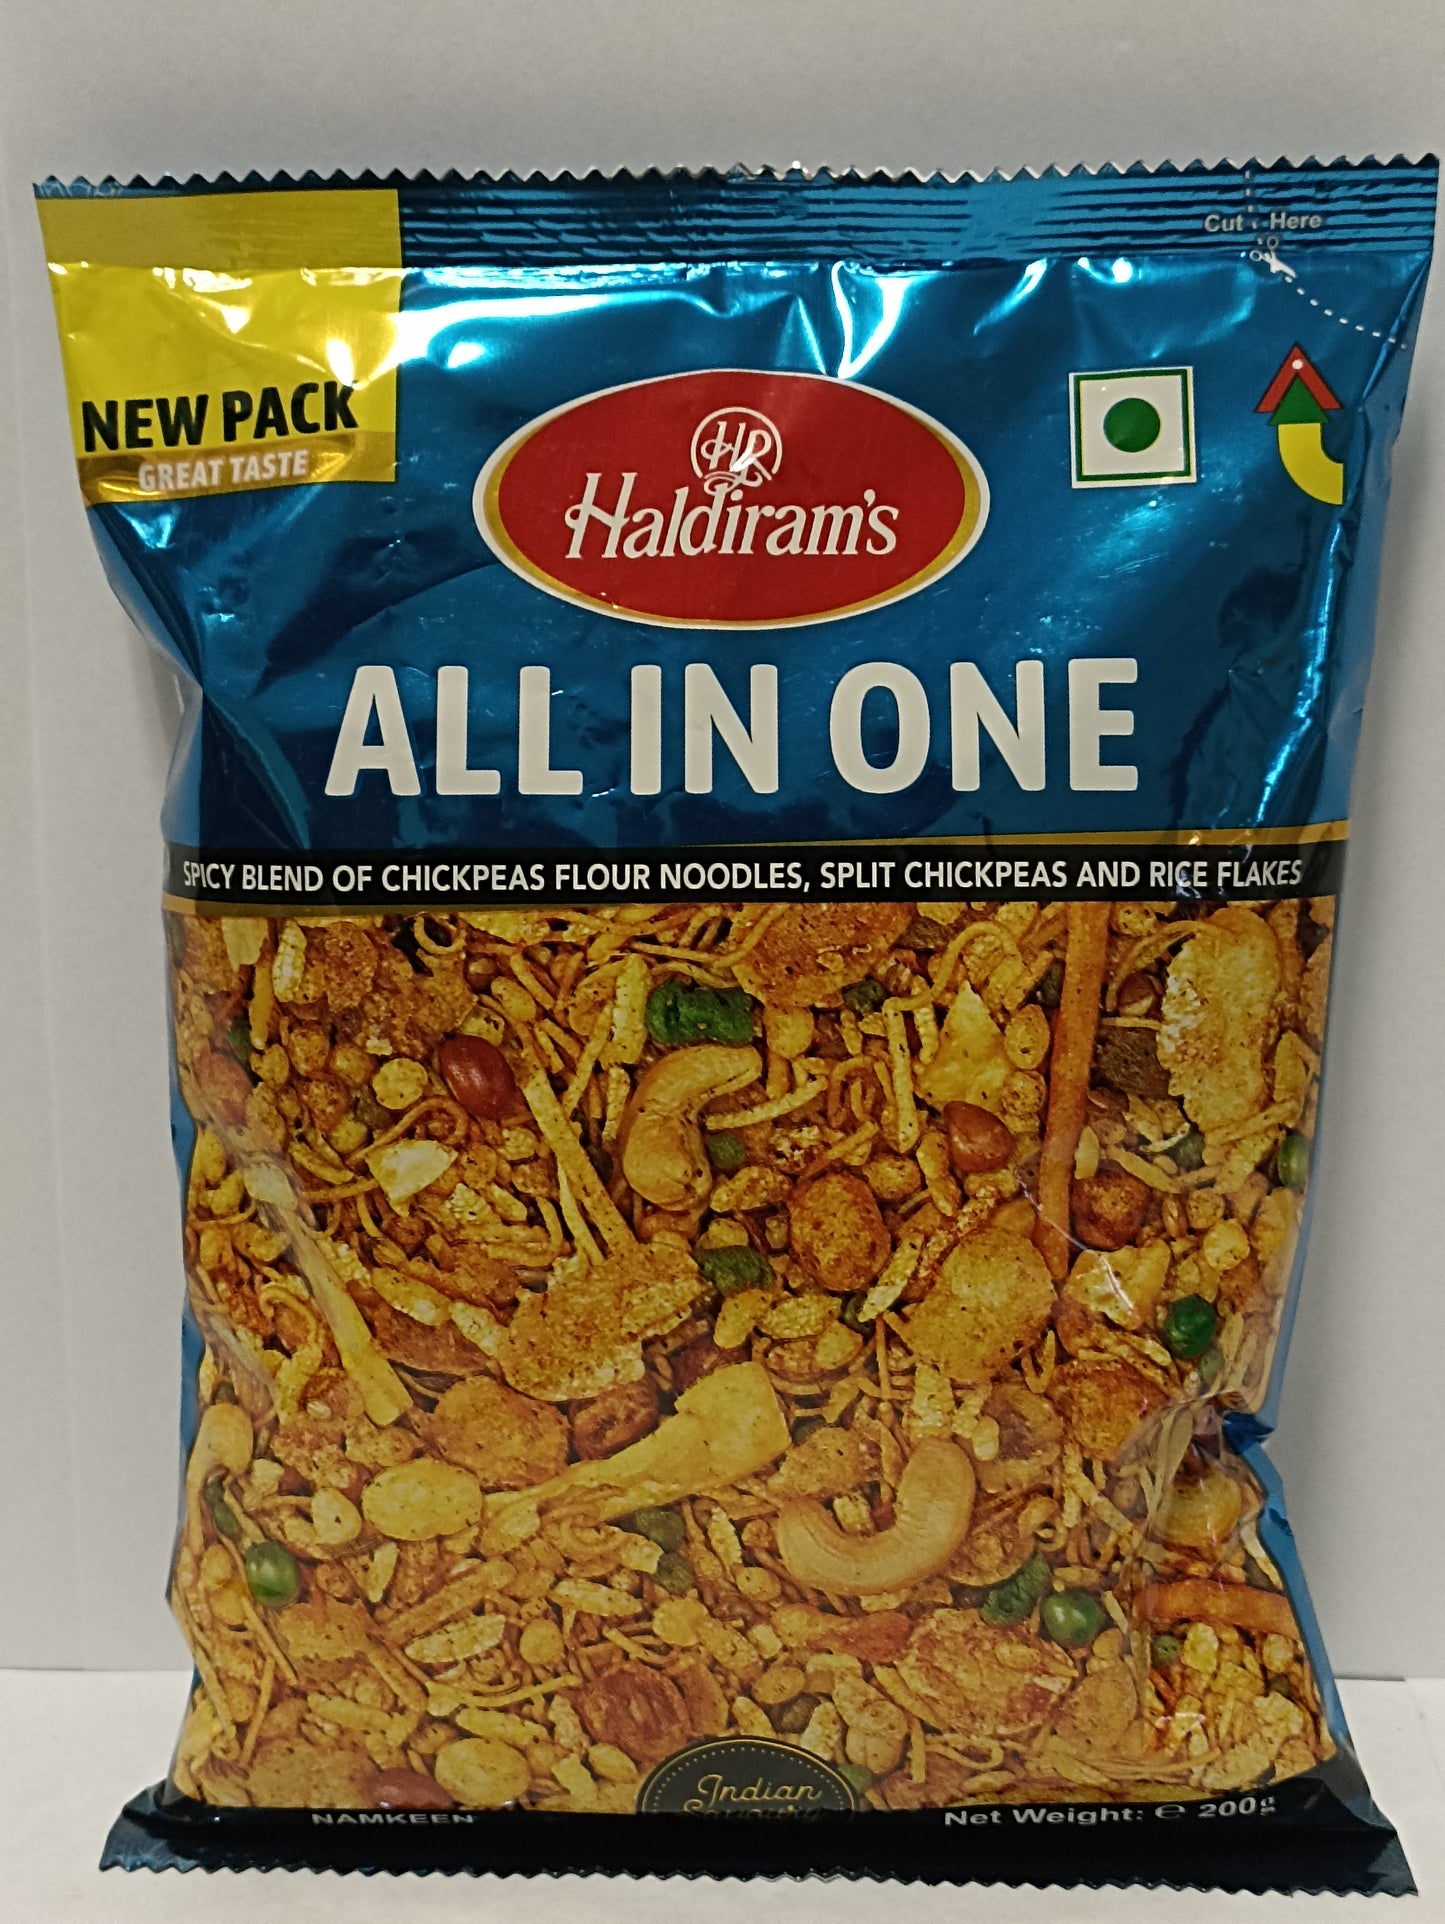 Cut Here
NEW PACK
GREAT TASTE
HR
Haldiram's
ALL IN ONE
SPICY BLEND OF CHICKPEAS FLOUR NOODLES, SPLIT CHICKPEAS AND RICE FLAKES
Indian
Savoury
NAMKEEN
Net Weight: ℮ 200g